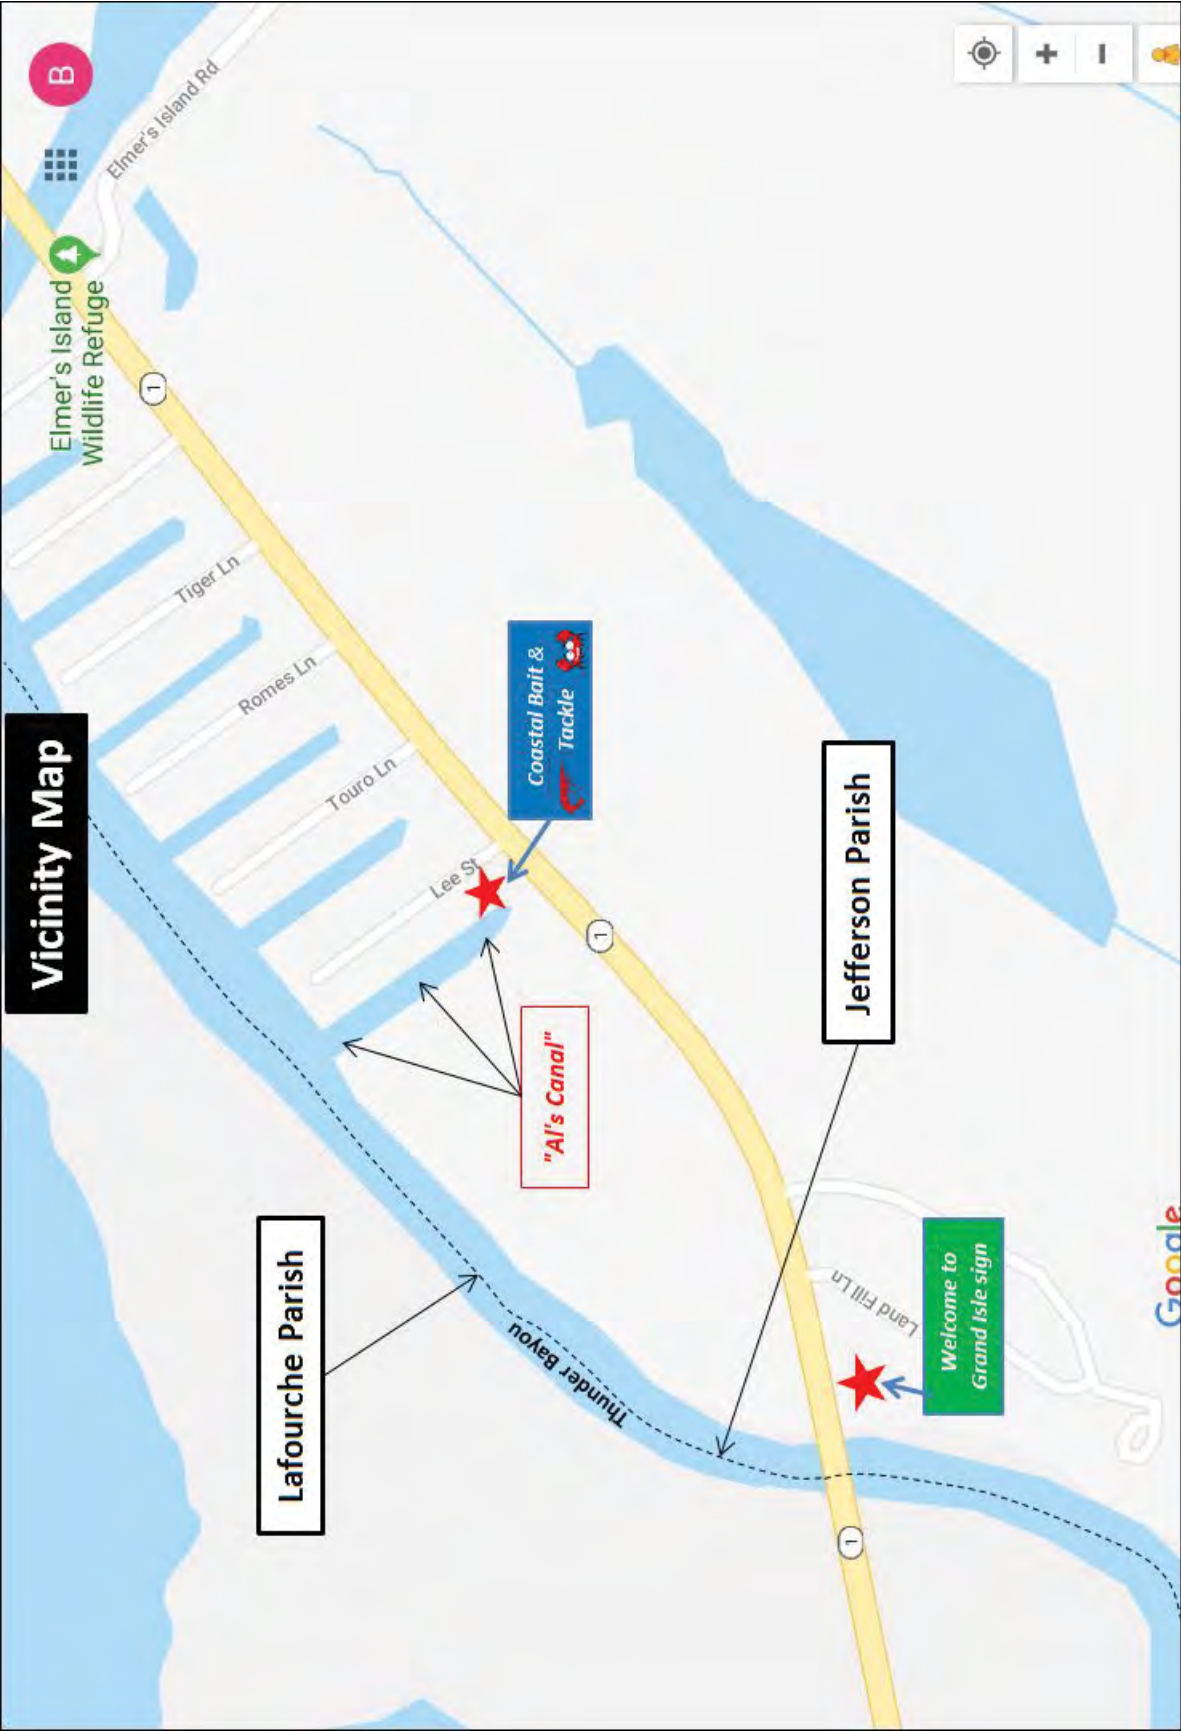 Vicinity Map
B
Elmer's Island Rd
Elmer's Island
Wildlife Refuge
1
Tiger Ln
Romes Ln
Touro Ln
Lee St
Coastal Bait &
Tackle
1
"Al's Canal"
Lafourche Parish
Jefferson Parish
Thunder Bayou
Land Fill Ln
Welcome to
Grand Isle sign
1
Google